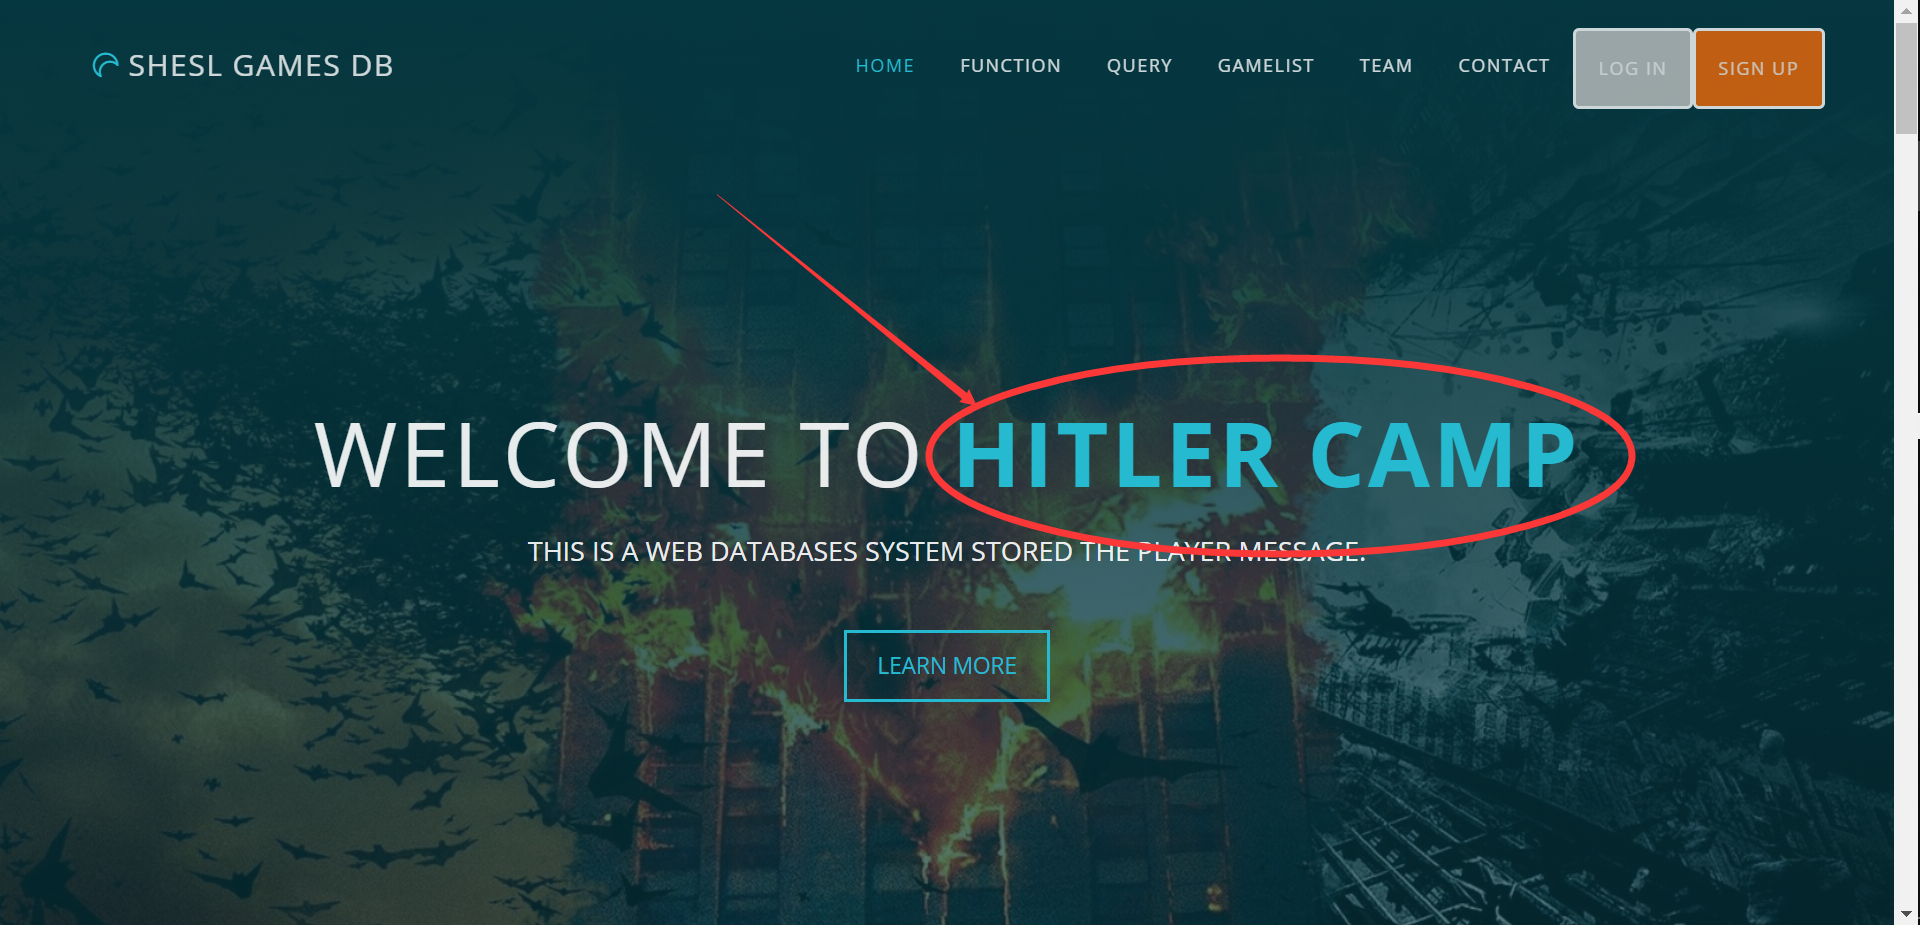 SHESL GAMES DB
HOME FUNCTION QUERY GAMELIST TEAM CONTACT LOG IN SIGN UP
WELCOME TO HITLER CAMP
THIS IS A WEB DATABASES SYSTEM STORED THE PLAYER MESSAGE.
LEARN MORE